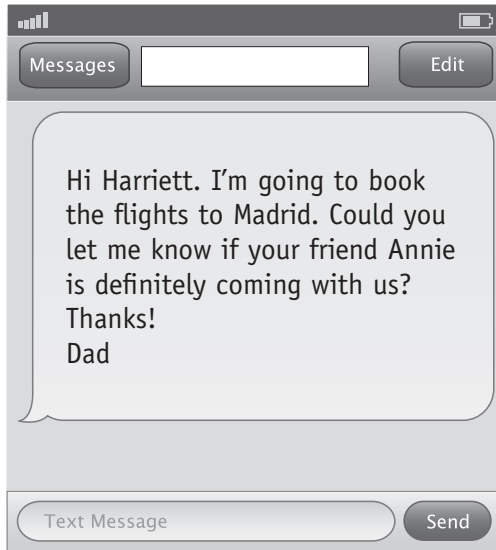 Messages
Edit
Hi Harriett. I’m going to book
the flights to Madrid. Could you
let me know if your friend Annie
is definitely coming with us?
Thanks!
Dad
Text Message
Send